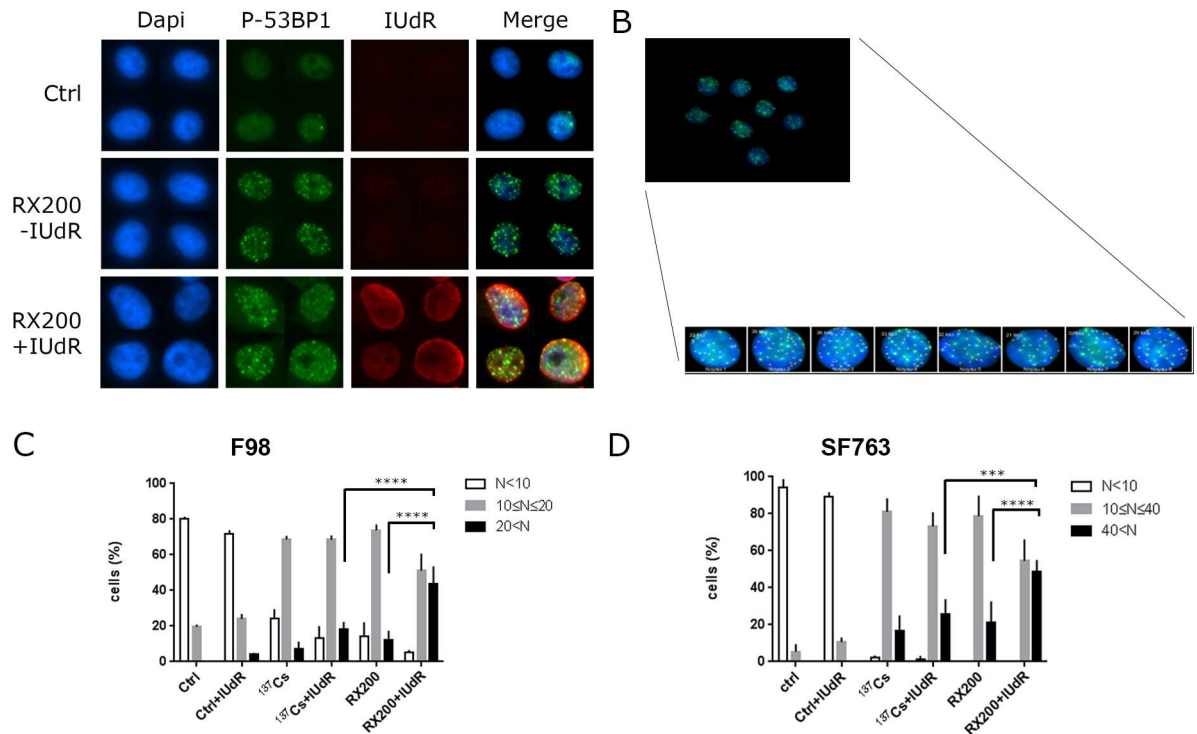 Dapi P-53BP1 IUdR Merge
Ctrl
RX200
-IUdR
RX200
+IUdR
B
C
F98
100
80
60
40
20
0
cells (%)
Ctrl
Ctrl+IUdR
¹³⁷Cs
¹³⁷Cs+IUdR
RX200
RX200+IUdR
****
****
N<10
10≤N≤20
20<N
D
SF763
100
80
60
40
20
0
cells (%)
ctrl
Ctrl+IUdR
¹³⁷Cs
¹³⁷Cs+IUdR
RX200
RX200+IUdR
***
****
N<10
10≤N≤40
40<N